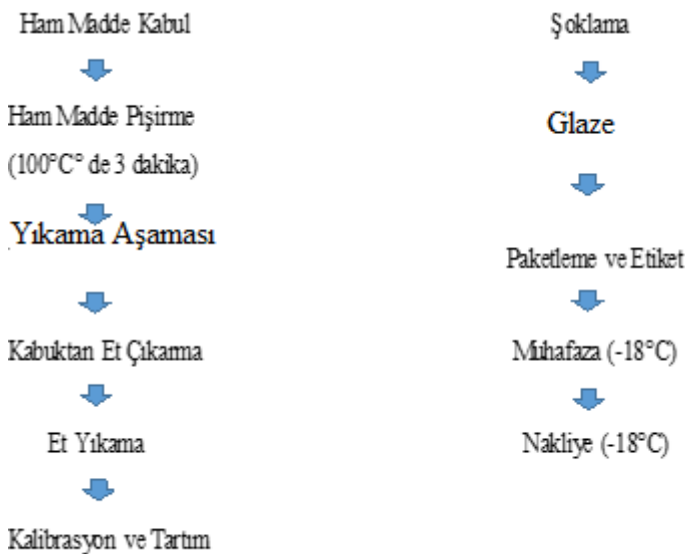 Ham Madde Kabul
Ham Madde Pişirme
(100°C° de 3 dakika)
Yıkama Aşaması
Kabuktan Et Çıkarma
Et Yıkama
Kalibrasyon ve Tartım
Şoklama
Glaze
Paketleme ve Etiket
Muhafaza (-18°C)
Nakliye (-18°C)